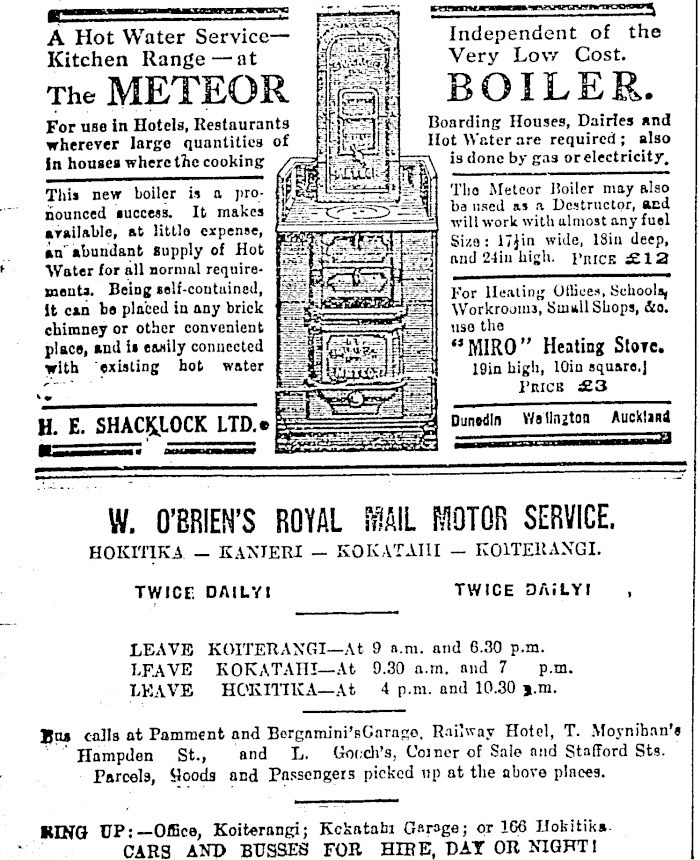 A Hot Water Service—
Kitchen Range — at
The METEOR
For use in Hotels, Restaurants
wherever large quantities of
in houses where the cooking
This new boiler is a pro-
nounced success. It makes
available, at little expense,
an abundant supply of Hot
Water for all normal require-
ments. Being self-contained,
it can be placed in any brick
chimney or other convenient
place, and is easily connected
with existing hot water
H. E. SHACKLOCK LTD.
Independent of the
Very Low Cost.
BOILER.
Boarding Houses, Dairies and
Hot Water are required; also
is done by gas or electricity.
The Meteor Boiler may also
be used as a Destructor, and
will work with almost any fuel
Size: 17½in wide, 18in deep,
and 24in high. PRICE £12
For Heating Offices, Schools,
Workrooms, Small Shops, &c.
use the
"MIRO" Heating Stove.
19in high, 10in square.]
PRICE £3
Dunedin Wellington Auckland
W. O'BRIEN'S ROYAL MAIL MOTOR SERVICE.
HOKITIKA — KANIERI — KOKATAHI — KOITERANGI.
TWICE DAILY! TWICE DAILY!
LEAVE KOITERANGI—At 9 a.m. and 6.30 p.m.
LEAVE KOKATAHI—At 9.30 a.m. and 7 p.m.
LEAVE HOKITIKA—At 4 p.m. and 10.30 p.m.
Bus calls at Pamment and Bergamini's Garage, Railway Hotel, T. Moynihan's
Hampden St., and L. Gooch's, Corner of Sale and Stafford Sts.
Parcels, Goods and Passengers picked up at the above places.
RING UP:—Office, Koiterangi; Kokatahi Garage; or 166 Hokitika.
CARS AND BUSSES FOR HIRE, DAY OR NIGHT!